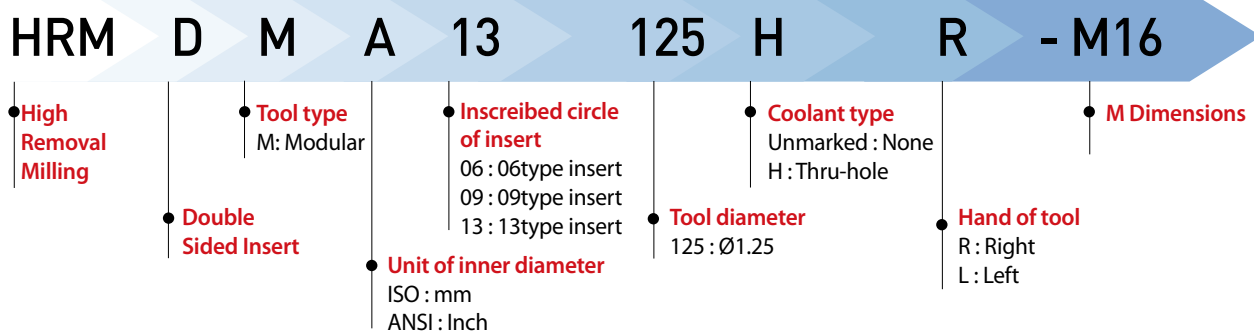 HRM D M A 13 125 H R - M16
High
Removal
Milling
Double
Sided Insert
Tool type
M: Modular
Unit of inner diameter
ISO : mm
ANSI : Inch
Inscreibed circle
of insert
06 : 06type insert
09 : 09type insert
13 : 13type insert
Tool diameter
125 : Ø1.25
Coolant type
Unmarked : None
H : Thru-hole
Hand of tool
R : Right
L : Left
M Dimensions